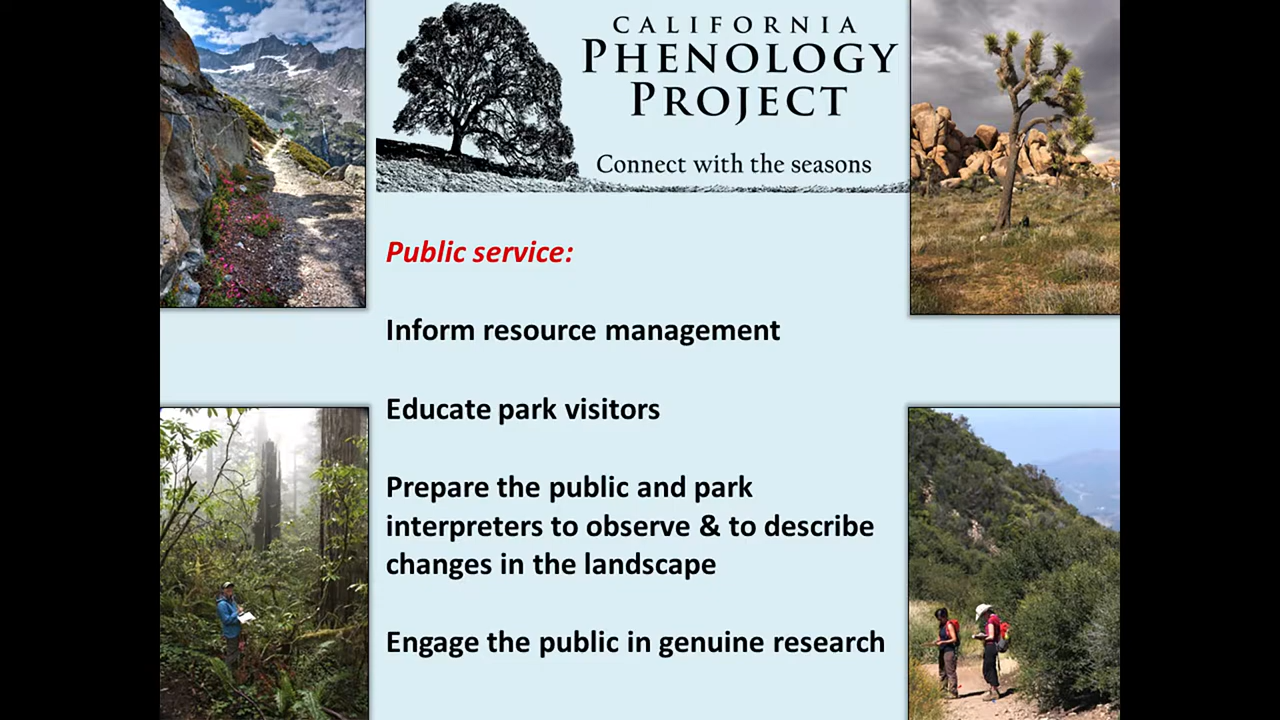 CALIFORNIA
PHENOLOGY
PROJECT
Connect with the seasons
Public service:
Inform resource management
Educate park visitors
Prepare the public and park
interpreters to observe & to describe
changes in the landscape
Engage the public in genuine research